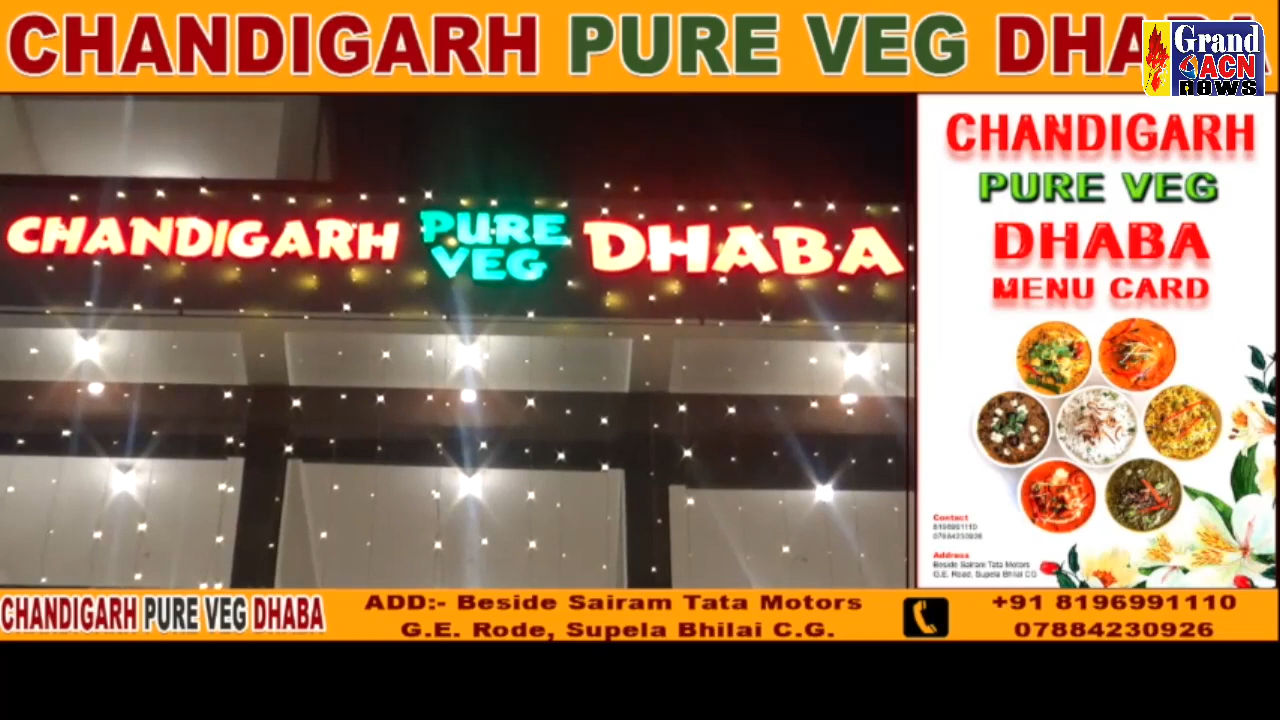 CHANDIGARH PURE VEG DHABA
Grand
ACN
news
CHANDIGARH PURE VEG DHABA
CHANDIGARH
PURE VEG
DHABA
MENU CARD
Contact
8196991110
07884230926
Address
Beside Sairam Tata Motors
G.E. Road, Supela Bhilai CG
CHANDIGARH PURE VEG DHABA
ADD:- Beside Sairam Tata Motors
G.E. Rode, Supela Bhilai C.G.
+91 8196991110
07884230926